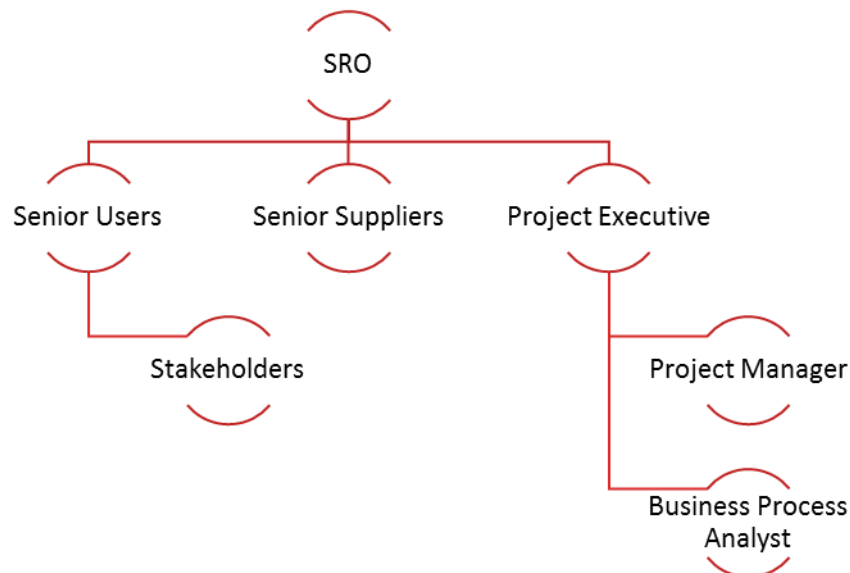 SRO
Senior Users
Senior Suppliers
Project Executive
Stakeholders
Project Manager
Business Process
Analyst